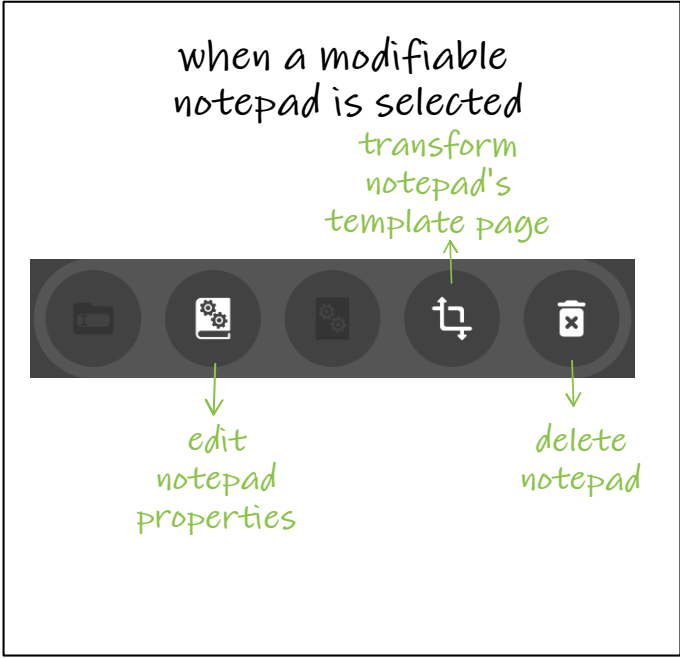 when a modifiable
notepad is selected
transform
notepad's
template page
edit
notepad
properties
delete
notepad